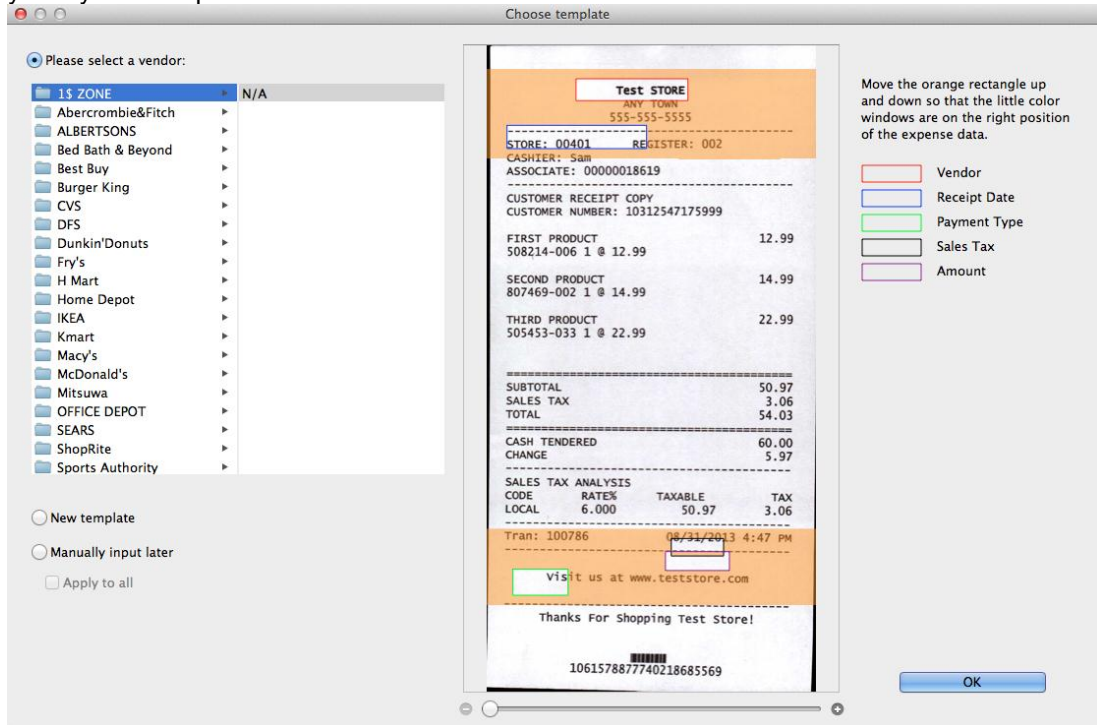 Choose template
Please select a vendor:
1$ ZONE
N/A
Abercrombie&Fitch
ALBERTSONS
Bed Bath & Beyond
Best Buy
Burger King
CVS
DFS
Dunkin'Donuts
Fry's
H Mart
Home Depot
IKEA
Kmart
Macy's
McDonald's
Mitsuwa
OFFICE DEPOT
SEARS
ShopRite
Sports Authority
New template
Manually input later
Apply to all
Test STORE
ANY TOWN
555-555-5555
STORE: 00401 REGISTER: 002
CASHIER: Sam
ASSOCIATE: 00000018619
CUSTOMER RECEIPT COPY
CUSTOMER NUMBER: 10312547175999
FIRST PRODUCT 12.99
508214-006 1 @ 12.99
SECOND PRODUCT 14.99
807469-002 1 @ 14.99
THIRD PRODUCT 22.99
505453-033 1 @ 22.99
SUBTOTAL 50.97
SALES TAX 3.06
TOTAL 54.03
CASH TENDERED 60.00
CHANGE 5.97
SALES TAX ANALYSIS
CODE RATE% TAXABLE TAX
LOCAL 6.000 50.97 3.06
Tran: 100786 08/31/2013 4:47 PM
Visit us at www.teststore.com
Thanks For Shopping Test Store!
1061578877740218685569
Move the orange rectangle up
and down so that the little color
windows are on the right position
of the expense data.
Vendor
Receipt Date
Payment Type
Sales Tax
Amount
OK